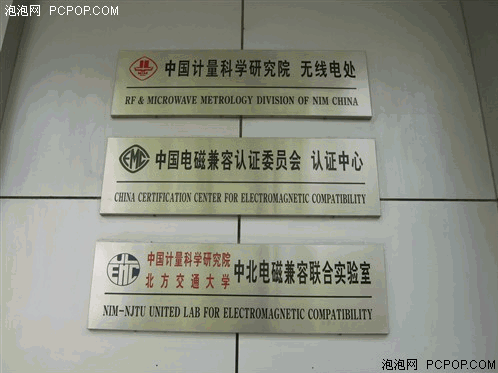 泡泡网 PCPOP.COM
中国计量科学研究院 无线电处
RF & MICROWAVE METROLOGY DIVISION OF NIM CHINA
EMC
中国电磁兼容认证委员会 认证中心
CHINA CERTIFICATION CENTER FOR ELECTROMAGNETIC COMPATIBILITY
中国计量科学研究院
北方交通大学
中北电磁兼容联合实验室
NIM-NJTU UNITED LAB FOR ELECTROMAGNETIC COMPATIBILITY
泡泡网 PCPOP.COM